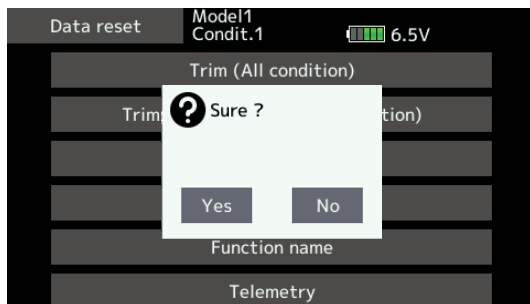 Data reset
Model1
Condit.1
6.5V
Trim (All condition)
Trim
tion)
Sure ?
Yes
No
Function name
Telemetry